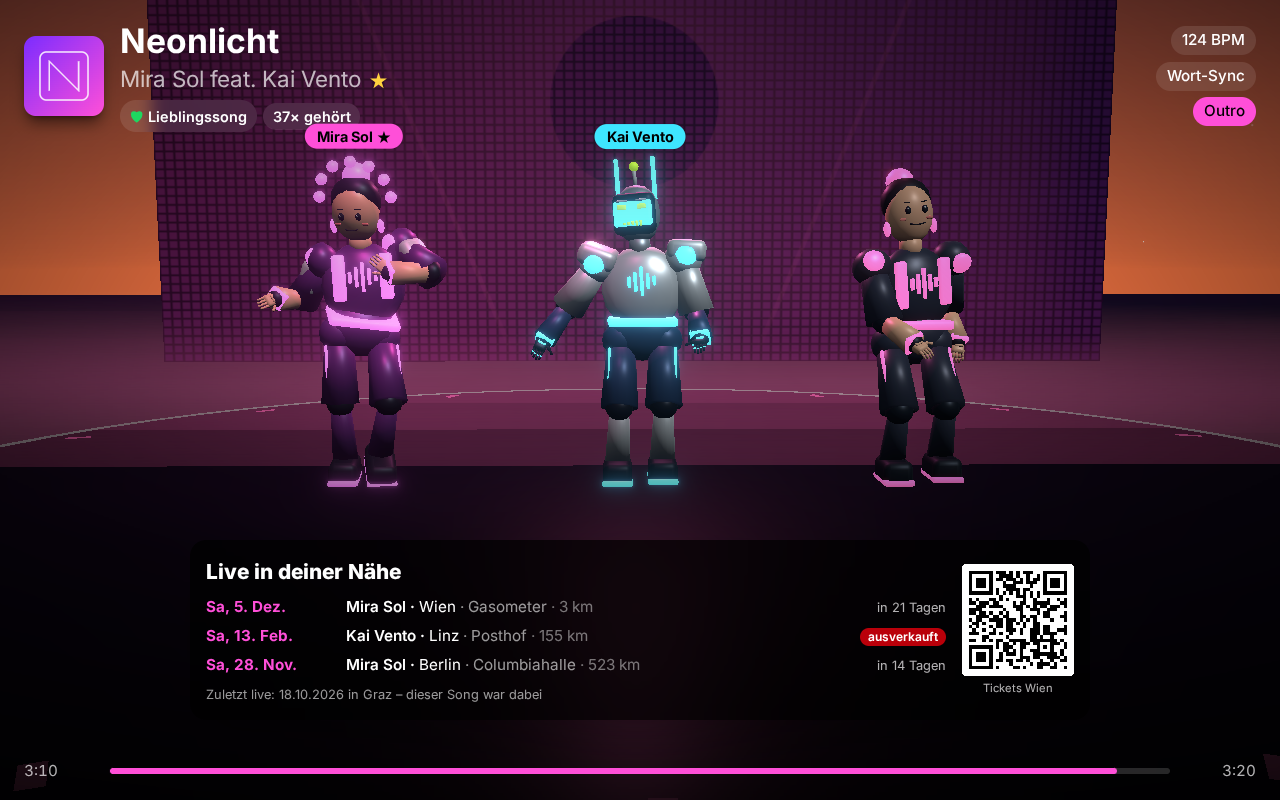 Neonlicht
Mira Sol feat. Kai Vento ★
Lieblingssong 37× gehört
124 BPM
Wort-Sync
Outro
Mira Sol ★
Kai Vento
Live in deiner Nähe
Sa, 5. Dez. Mira Sol · Wien · Gasometer · 3 km in 21 Tagen
Sa, 13. Feb. Kai Vento · Linz · Posthof · 155 km ausverkauft
Sa, 28. Nov. Mira Sol · Berlin · Columbiahalle · 523 km in 14 Tagen
Zuletzt live: 18.10.2026 in Graz – dieser Song war dabei
Tickets Wien
3:10 3:20